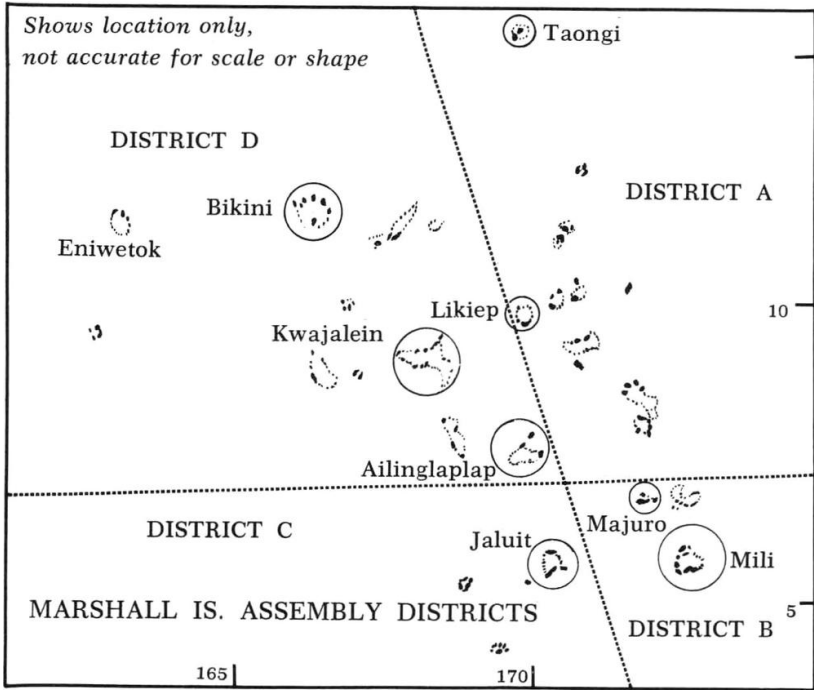 Shows location only,
not accurate for scale or shape
Taongi
DISTRICT D
DISTRICT A
Bikini
Eniwetok
Likiep
10
Kwajalein
Ailinglaplap
DISTRICT C
Majuro
Jaluit
Mili
MARSHALL IS. ASSEMBLY DISTRICTS
5
DISTRICT B
165
170